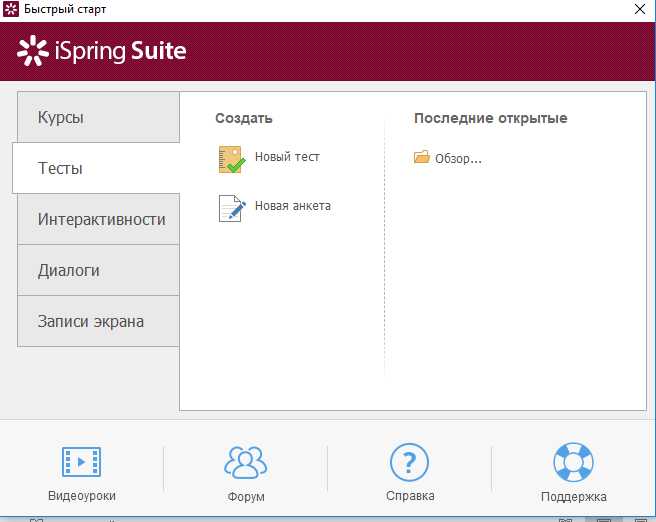 Быстрый старт
iSpring Suite
Курсы
Тесты
Интерактивности
Диалоги
Записи экрана
Создать
Новый тест
Новая анкета
Последние открытые
Обзор...
Видеоуроки
Форум
Справка
Поддержка